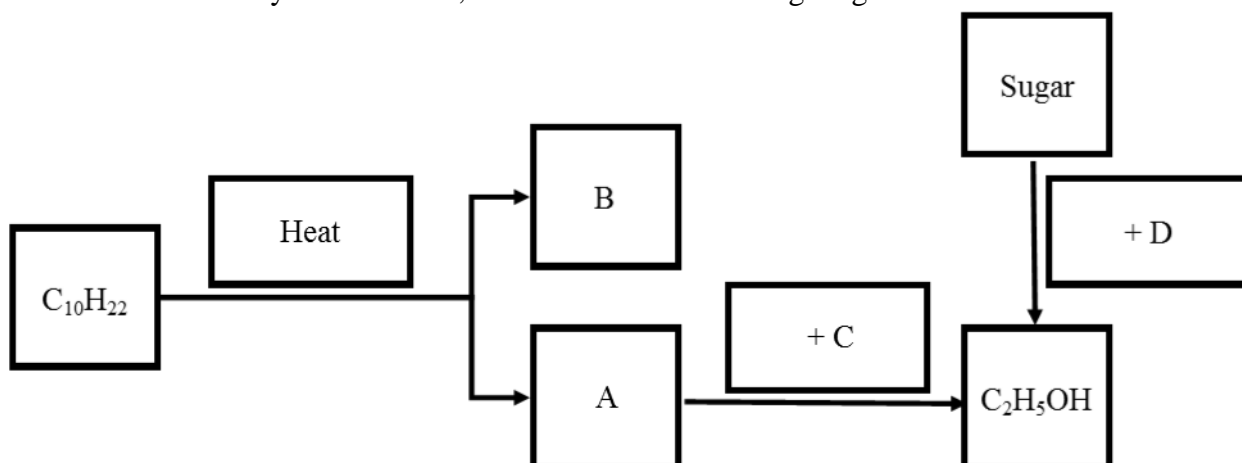 Sugar
B
Heat
+ D
C₁₀H₂₂
+ C
A
C₂H₅OH